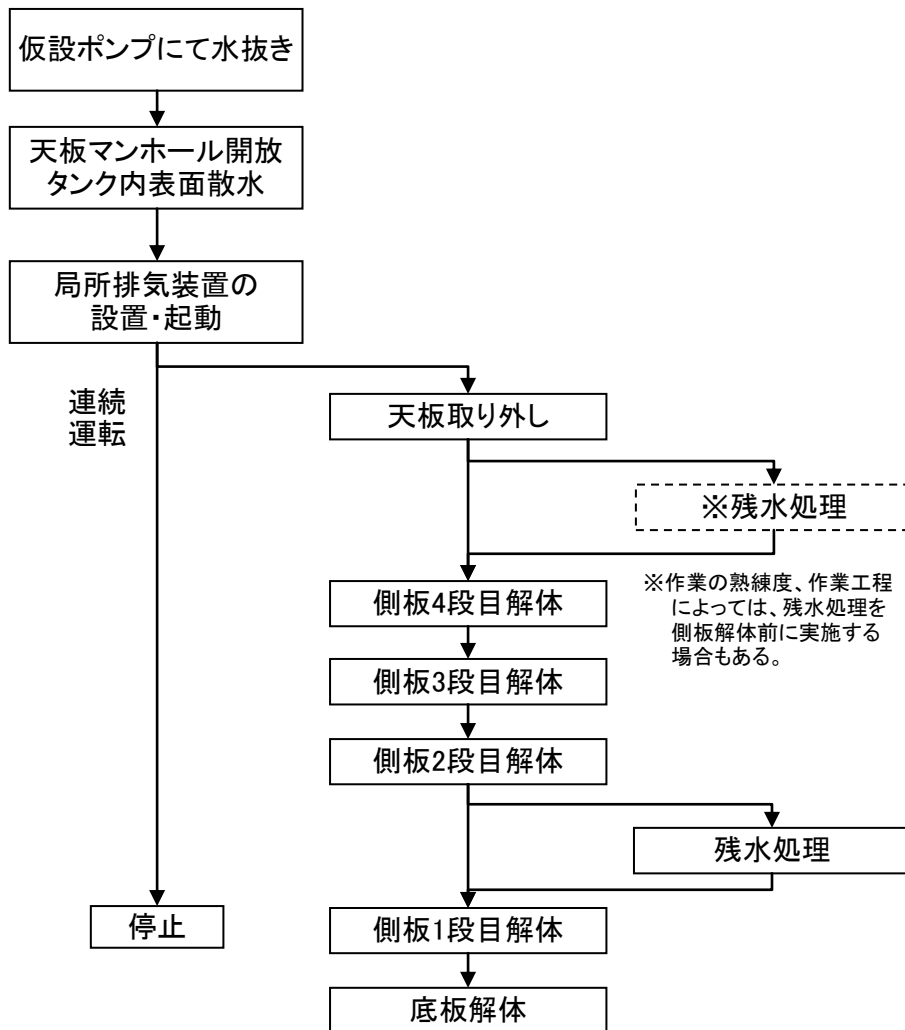 仮設ポンプにて水抜き
天板マンホール開放
タンク内表面散水
局所排気装置の
設置・起動
連続
運転
天板取り外し
※残水処理
側板4段目解体
※作業の熟練度、作業工程
によっては、残水処理を
側板解体前に実施する
場合もある。
側板3段目解体
側板2段目解体
残水処理
停止
側板1段目解体
底板解体